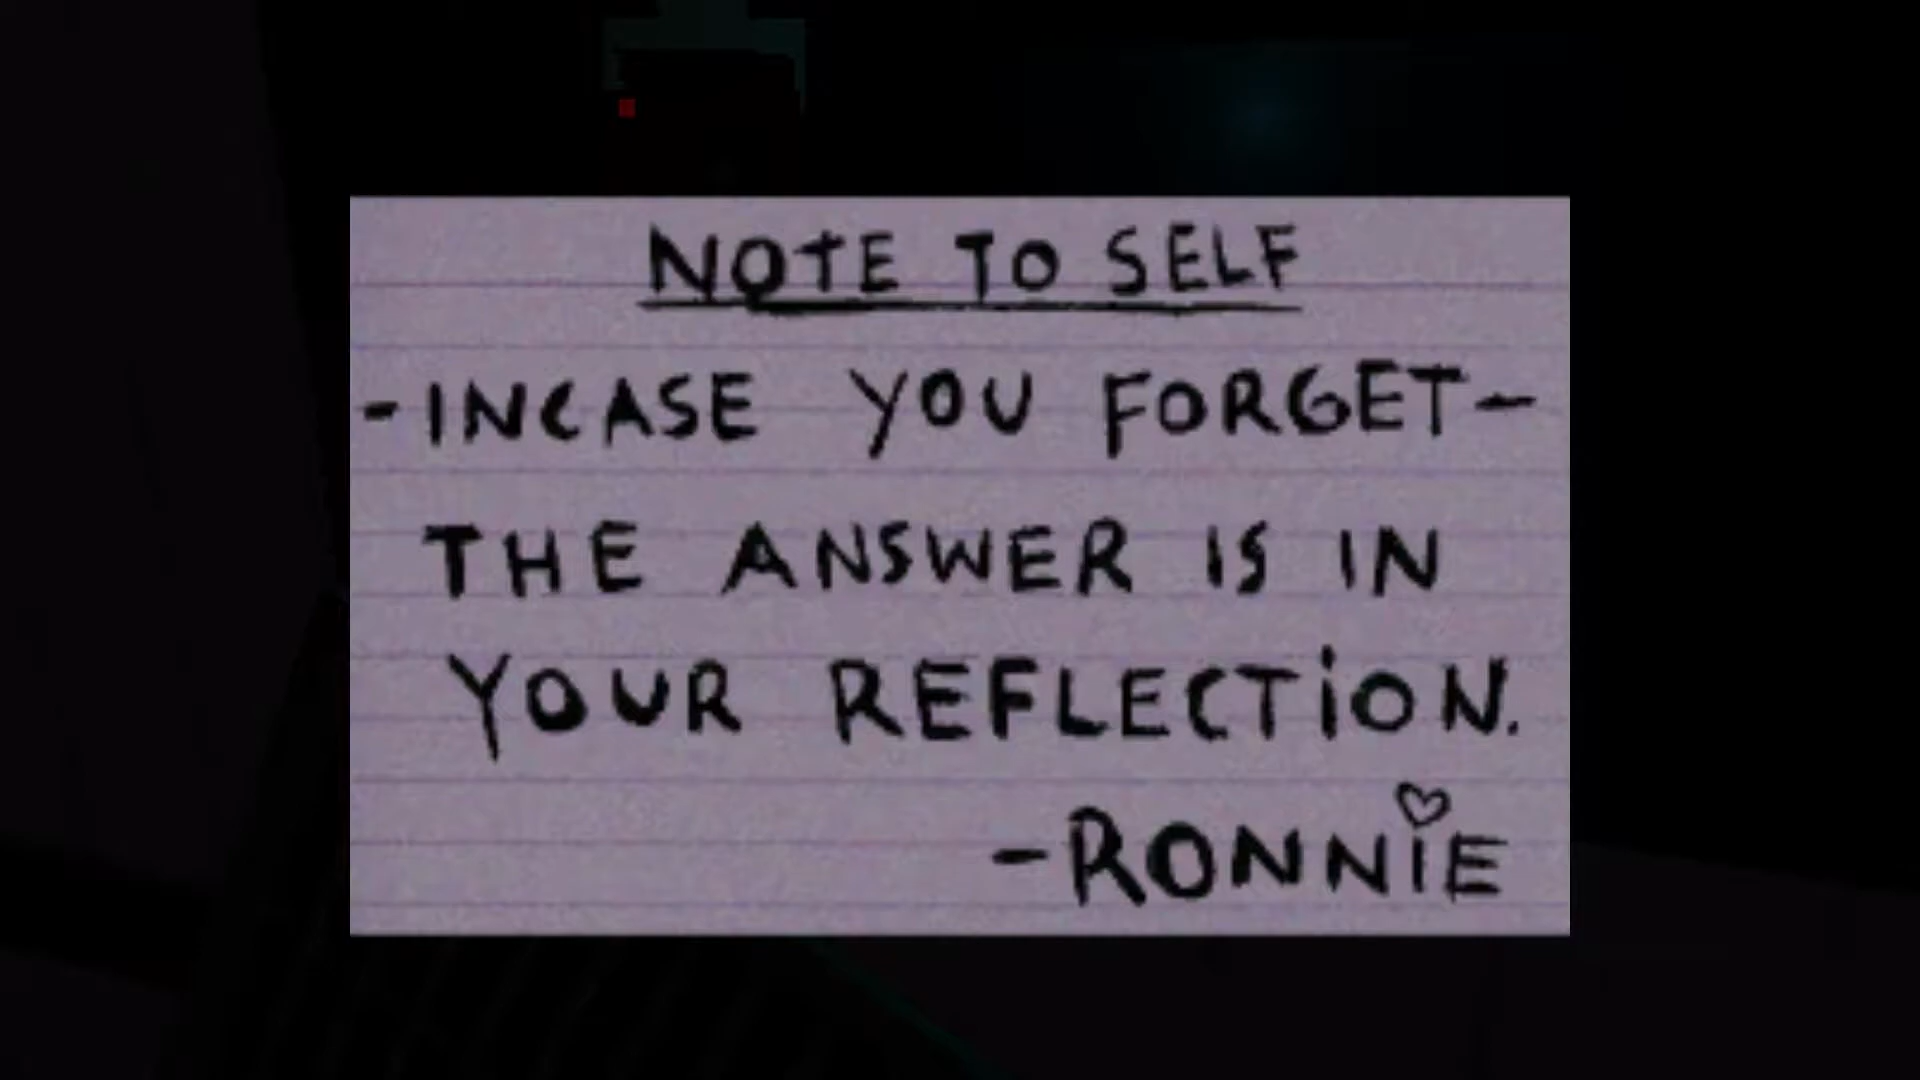 NOTE TO SELF
-INCASE YOU FORGET-
THE ANSWER IS IN
YOUR REFLECTION.
-RONNiE